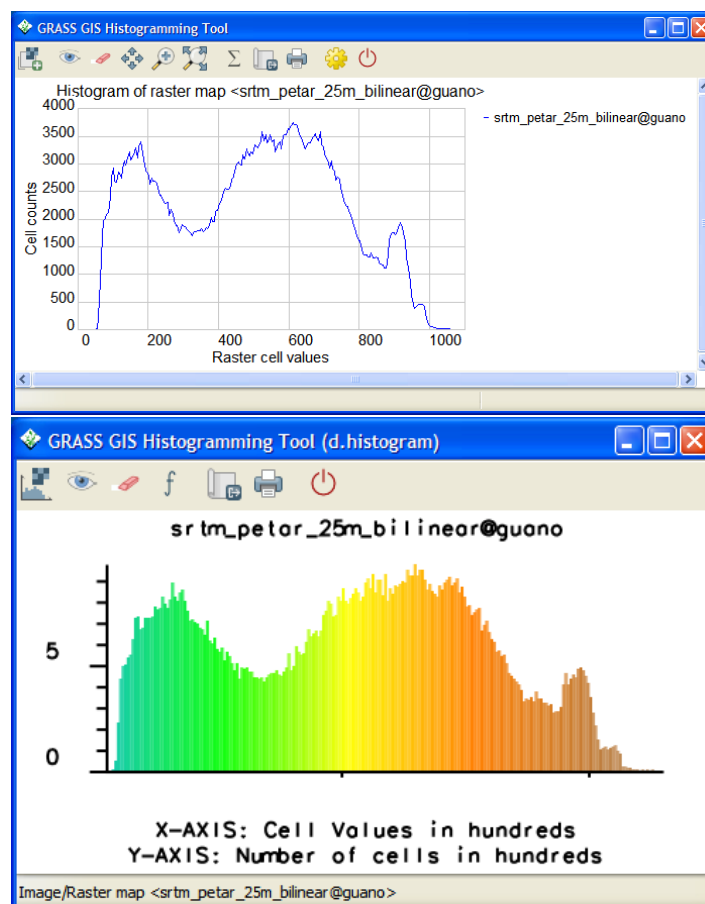 GRASS GIS Histogramming Tool
Histogram of raster map <srtm_petar_25m_bilinear@guano>
4000
- srtm_petar_25m_bilinear@guano
3500
3000
2500
2000
Cell counts
1500
1000
500
0
0 200 400 600 800 1000
Raster cell values
GRASS GIS Histogramming Tool (d.histogram)
srtm_petar_25m_bilinear@guano
5
0
X-AXIS: Cell Values in hundreds
Y-AXIS: Number of cells in hundreds
Image/Raster map <srtm_petar_25m_bilinear@guano>